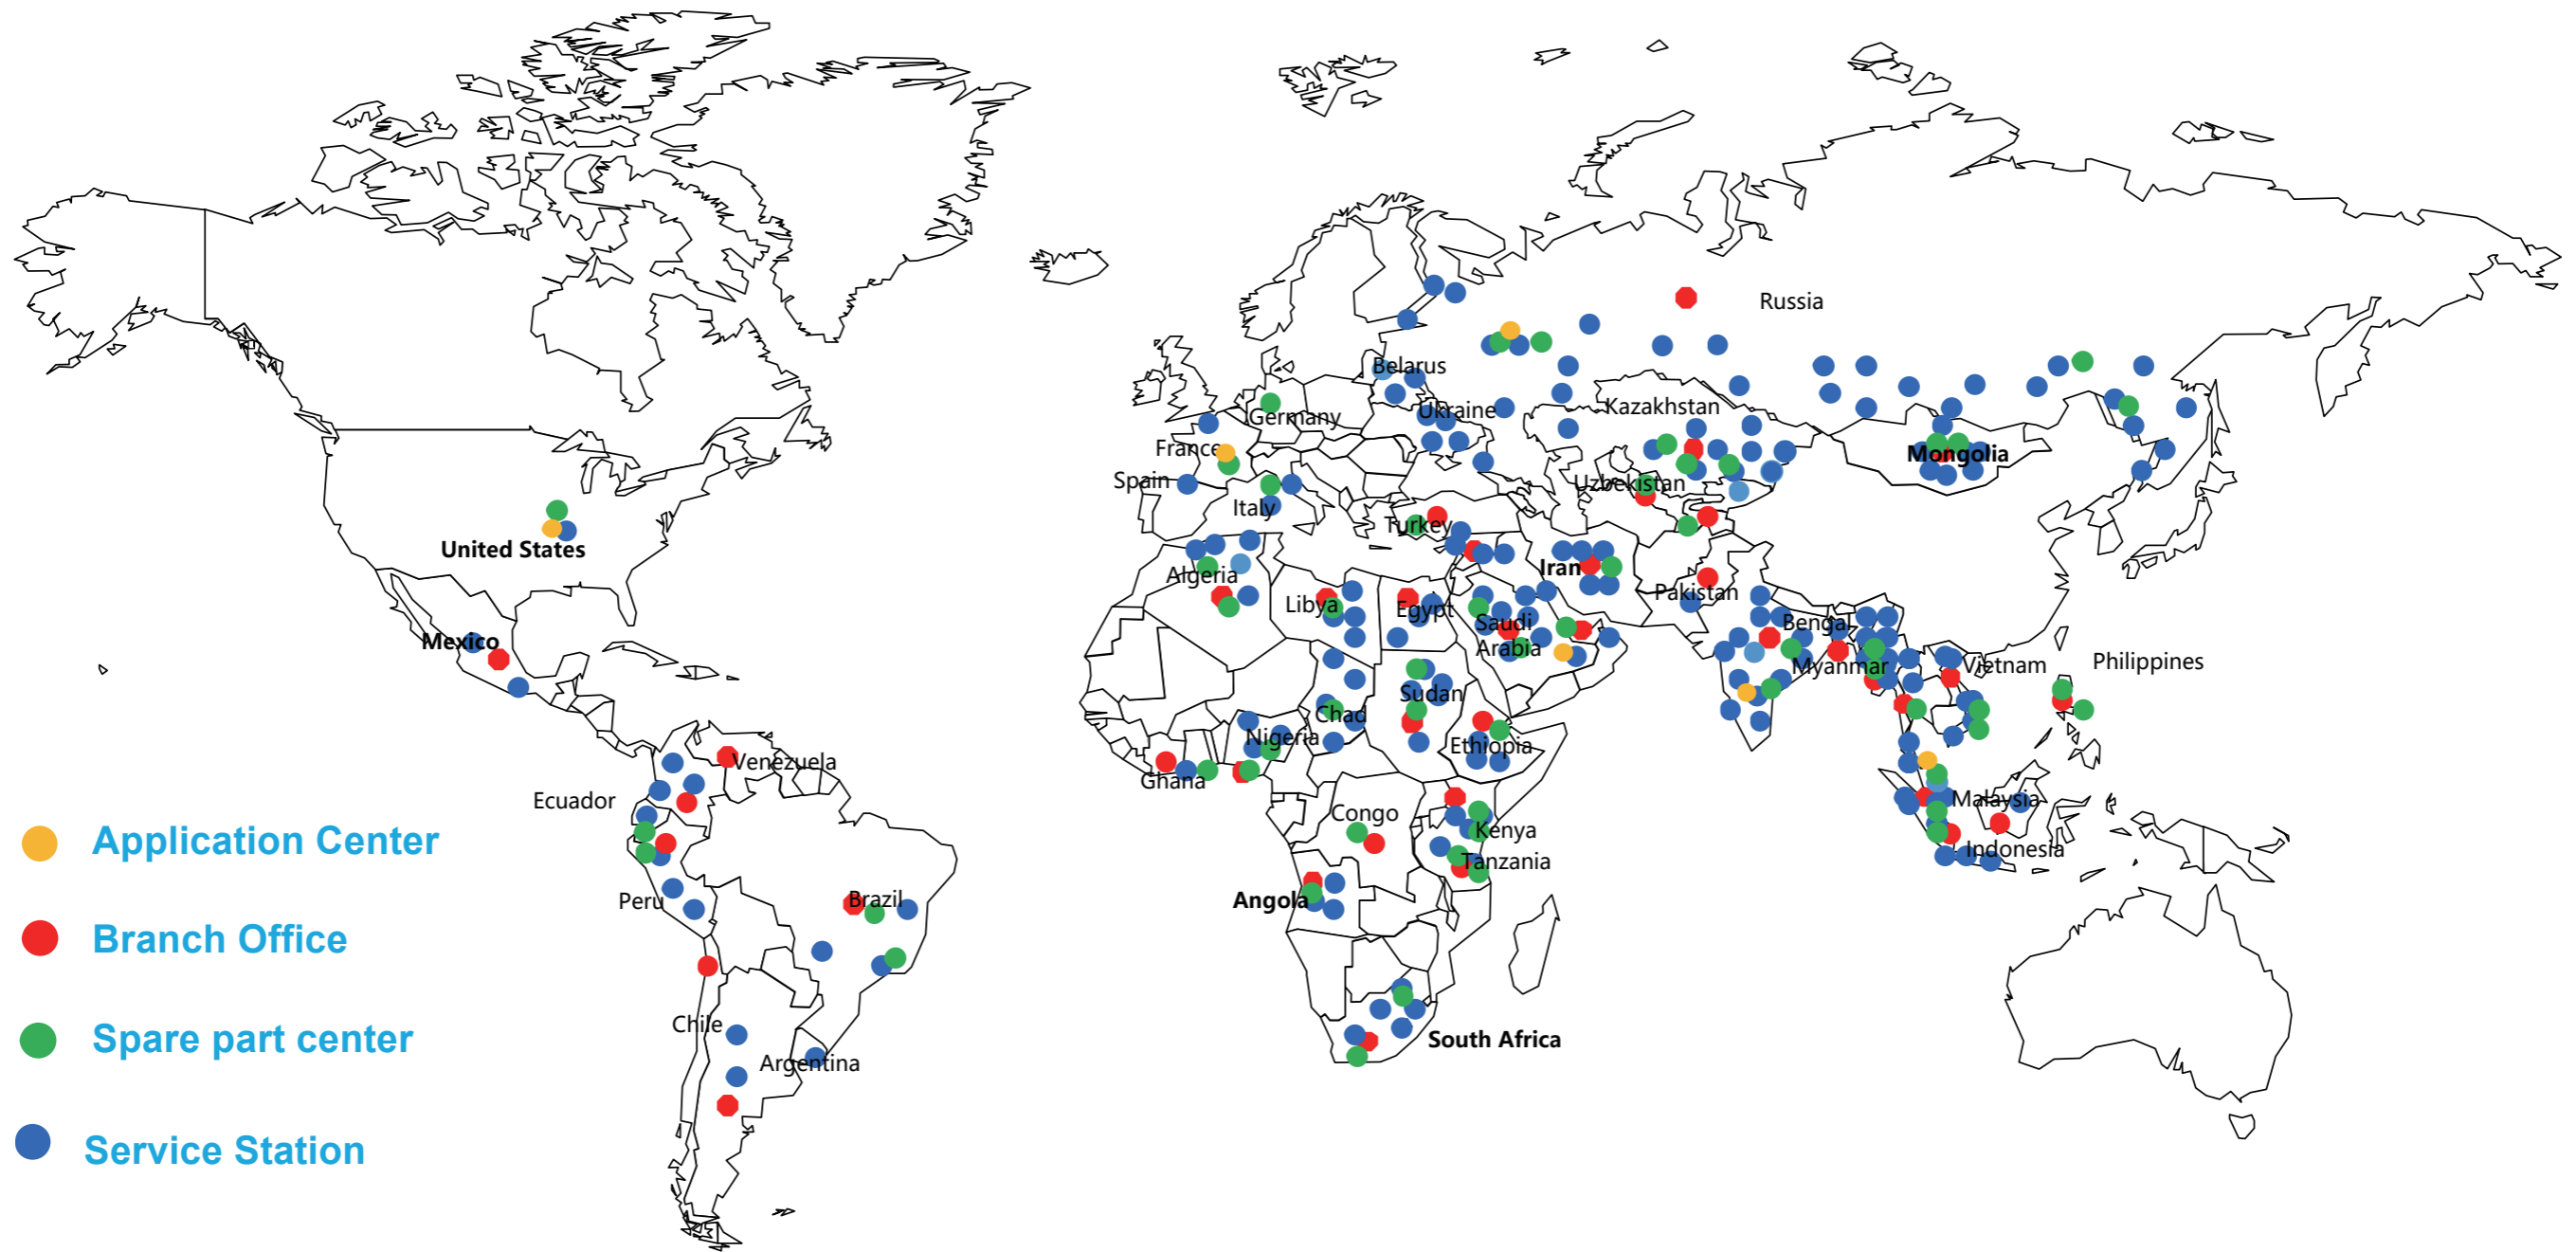 Russia
Belarus
Kazakhstan
Ukraine
Germany
France
Mongolia
Spain
Uzbekistan
Italy
Turkey
United States
Iran
Algeria
Pakistan
Libya
Egypt
Saudi
Arabia
Bengal
Mexico
Myanmar
Vietnam
Philippines
Sudan
Chad
Nigeria
Ethiopia
Venezuela
Ghana
Ecuador
Malaysia
Congo
Kenya
Indonesia
Tanzania
Application Center
Peru
Brazil
Angola
Branch Office
Chile
South Africa
Spare part center
Argentina
Service Station